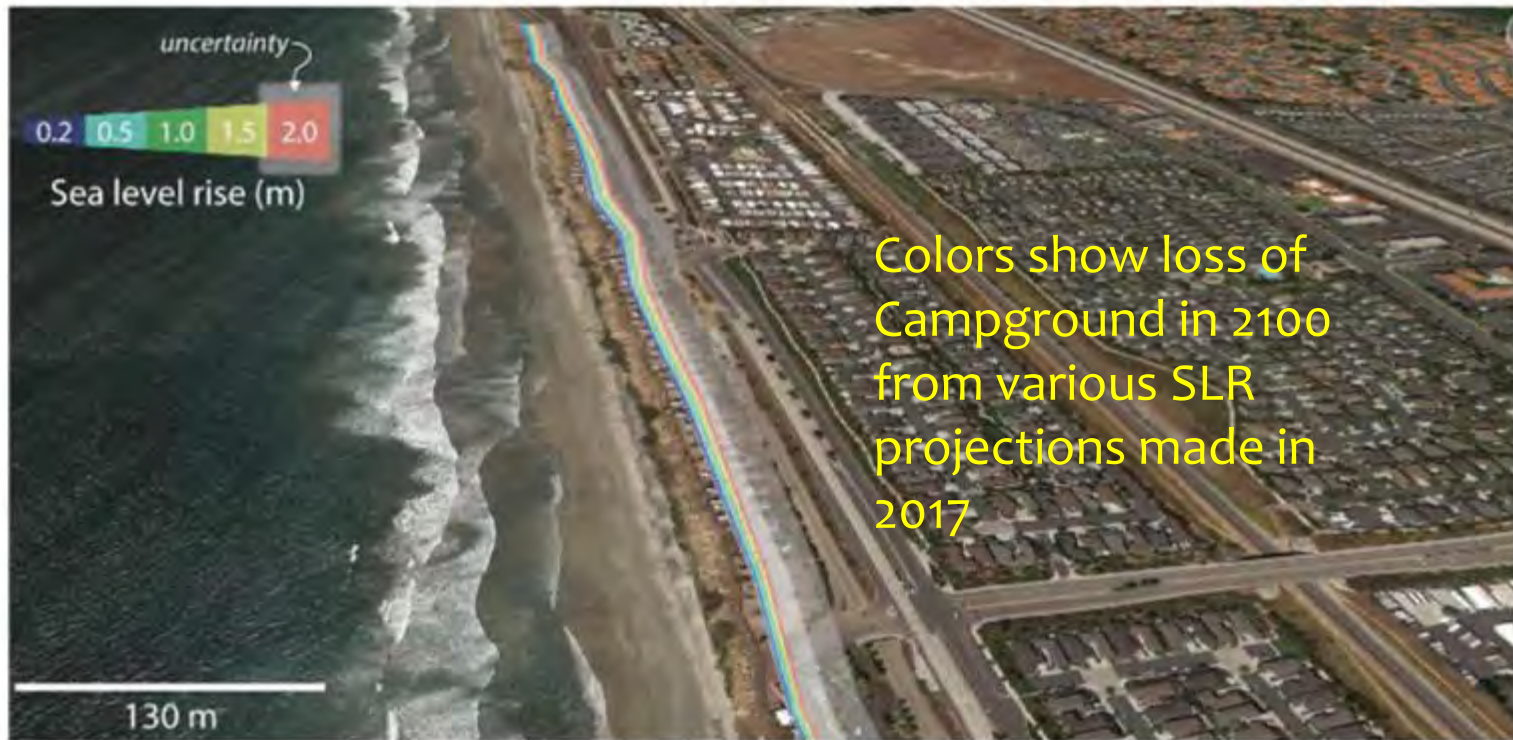 uncertainty
0.2 0.5 1.0 1.5 2.0
Sea level rise (m)
Colors show loss of
Campground in 2100
from various SLR
projections made in
2017
130 m